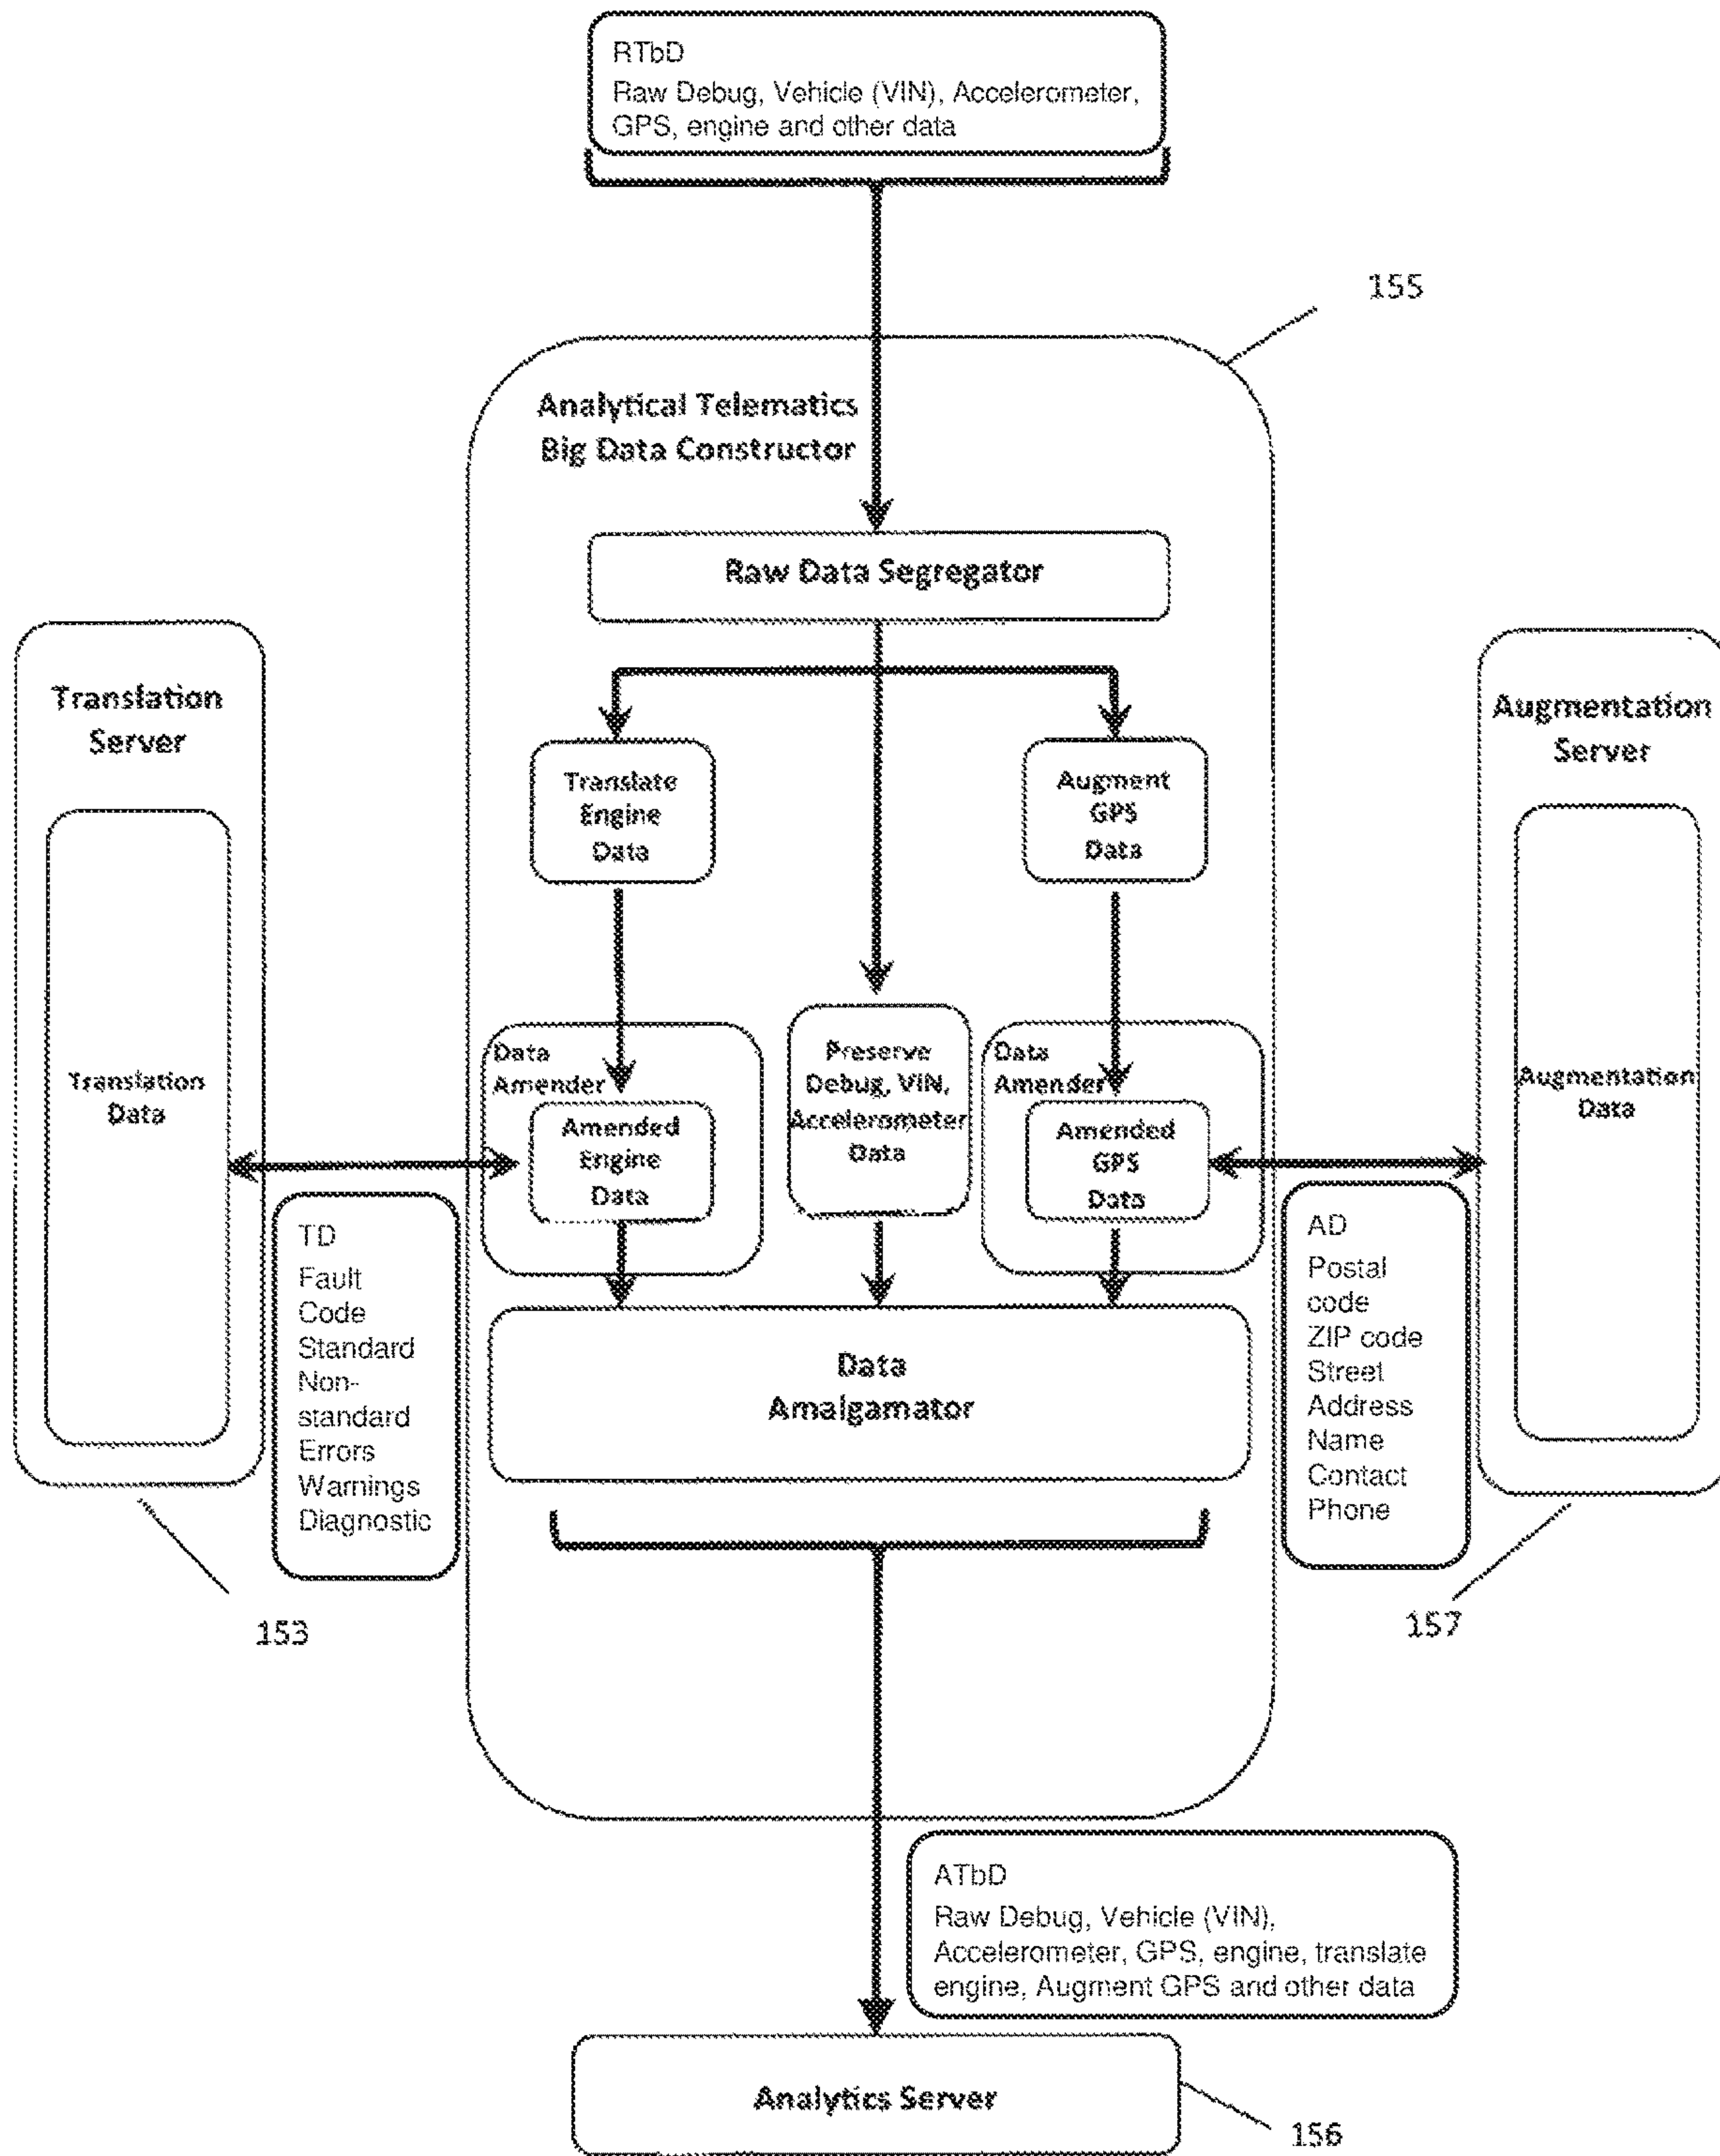 RTbD
Raw Debug, Vehicle (VIN), Accelerometer,
GPS, engine and other data
155
Analytical Telematics
Big Data Constructor
Raw Data Segregator
Translation
Server
Augmentation
Server
Translate
Engine
Data
Augment
GPS
Data
Translation
Data
Data
Amender
Amended
Engine
Data
Preserve
Debug, VIN,
Accelerometer
Data
Data
Amender
Amended
GPS
Data
Augmentation
Data
TD
Fault
Code
Standard
Non-
standard
Errors
Warnings
Diagnostic
AD
Postal
code
ZIP code
Street
Address
Name
Contact
Phone
Data
Amalgamator
153
157
ATbD
Raw Debug, Vehicle (VIN),
Accelerometer, GPS, engine, translate
engine, Augment GPS and other data
Analytics Server
156